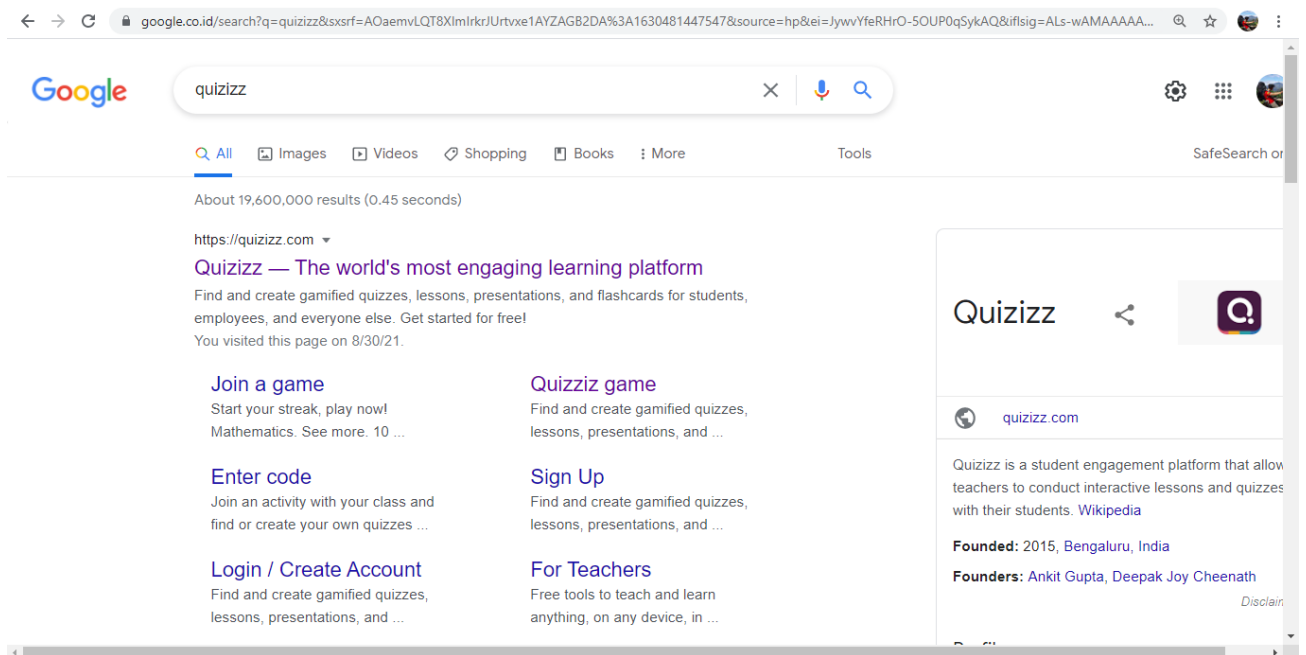 google.co.id/search?q=quizizz&sxsrf=AOaemvLQT8XlmIrkrJUrtvxe1AYZAGB2DA%3A1630481447547&source=hp&ei=JywvYfeRHrO-5OUP0qSykAQ&iflsig=ALs-wAMAAAAA...
Google
quizizz
All Images Videos Shopping Books More Tools SafeSearch on
About 19,600,000 results (0.45 seconds)
https://quizizz.com
Quizizz — The world's most engaging learning platform
Find and create gamified quizzes, lessons, presentations, and flashcards for students,
employees, and everyone else. Get started for free!
You visited this page on 8/30/21.
Join a game
Start your streak, play now!
Mathematics. See more. 10 ...
Quizziz game
Find and create gamified quizzes,
lessons, presentations, and ...
Enter code
Join an activity with your class and
find or create your own quizzes ...
Sign Up
Find and create gamified quizzes,
lessons, presentations, and ...
Login / Create Account
Find and create gamified quizzes,
lessons, presentations, and ...
For Teachers
Free tools to teach and learn
anything, on any device, in ...
Quizizz
Q
quizizz.com
Quizizz is a student engagement platform that allow
teachers to conduct interactive lessons and quizzes
with their students. Wikipedia
Founded: 2015, Bengaluru, India
Founders: Ankit Gupta, Deepak Joy Cheenath
Disclain